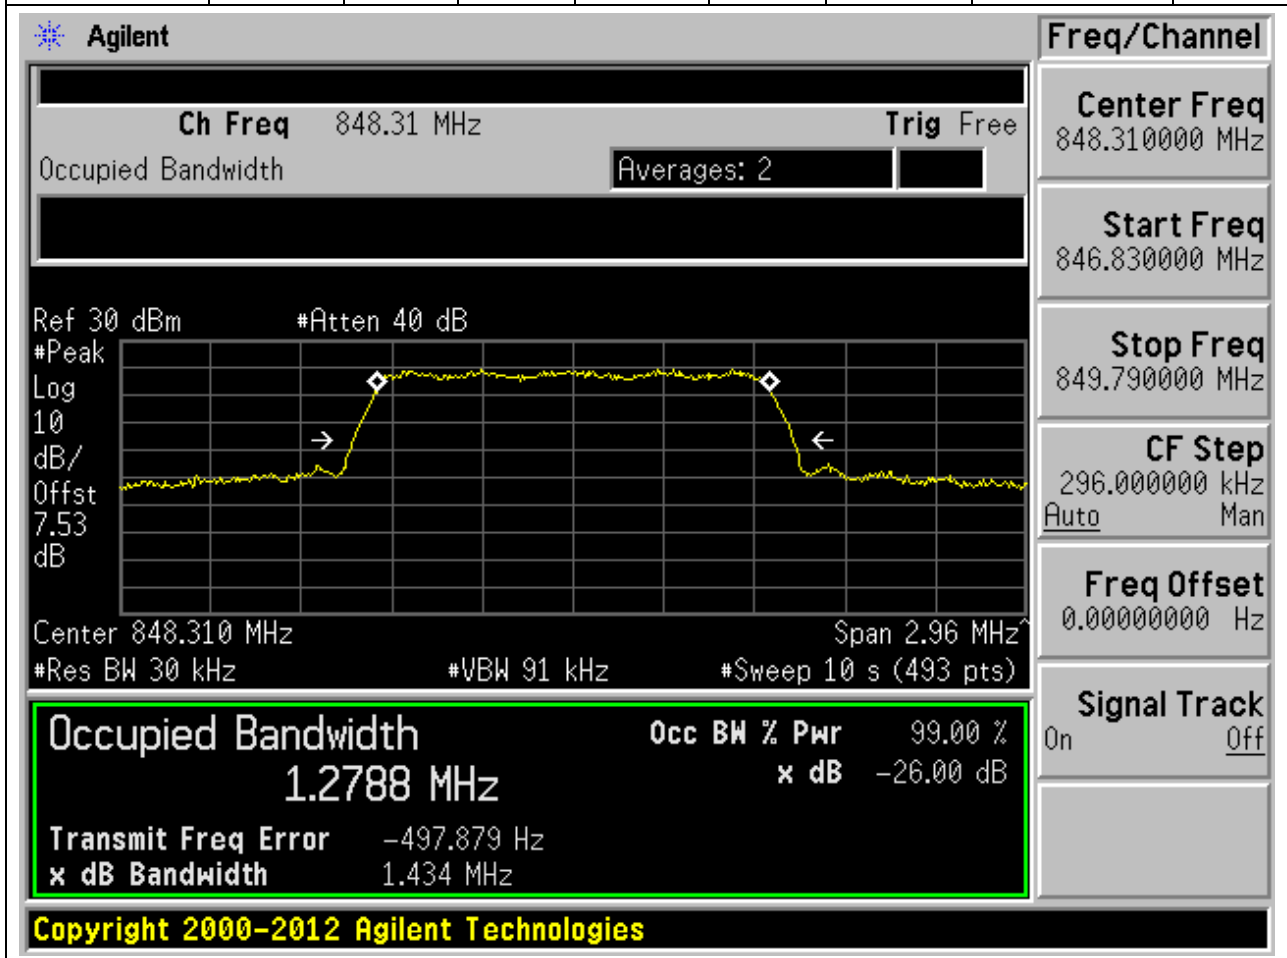 Agilent
Freq/Channel
Ch Freq 848.31 MHz Trig Free
Occupied Bandwidth Averages: 2
Center Freq
848.310000 MHz
Start Freq
846.830000 MHz
Stop Freq
849.790000 MHz
CF Step
296.000000 kHz
Auto Man
Freq Offset
0.00000000 Hz
Signal Track
On Off
Ref 30 dBm #Atten 40 dB
#Peak
Log
10
dB/
Offst
7.53
dB
Center 848.310 MHz Span 2.96 MHz^
#Res BW 30 kHz #VBW 91 kHz #Sweep 10 s (493 pts)
Occupied Bandwidth Occ BW % Pwr 99.00 %
1.2788 MHz x dB -26.00 dB
Transmit Freq Error -497.879 Hz
x dB Bandwidth 1.434 MHz
Copyright 2000-2012 Agilent Technologies